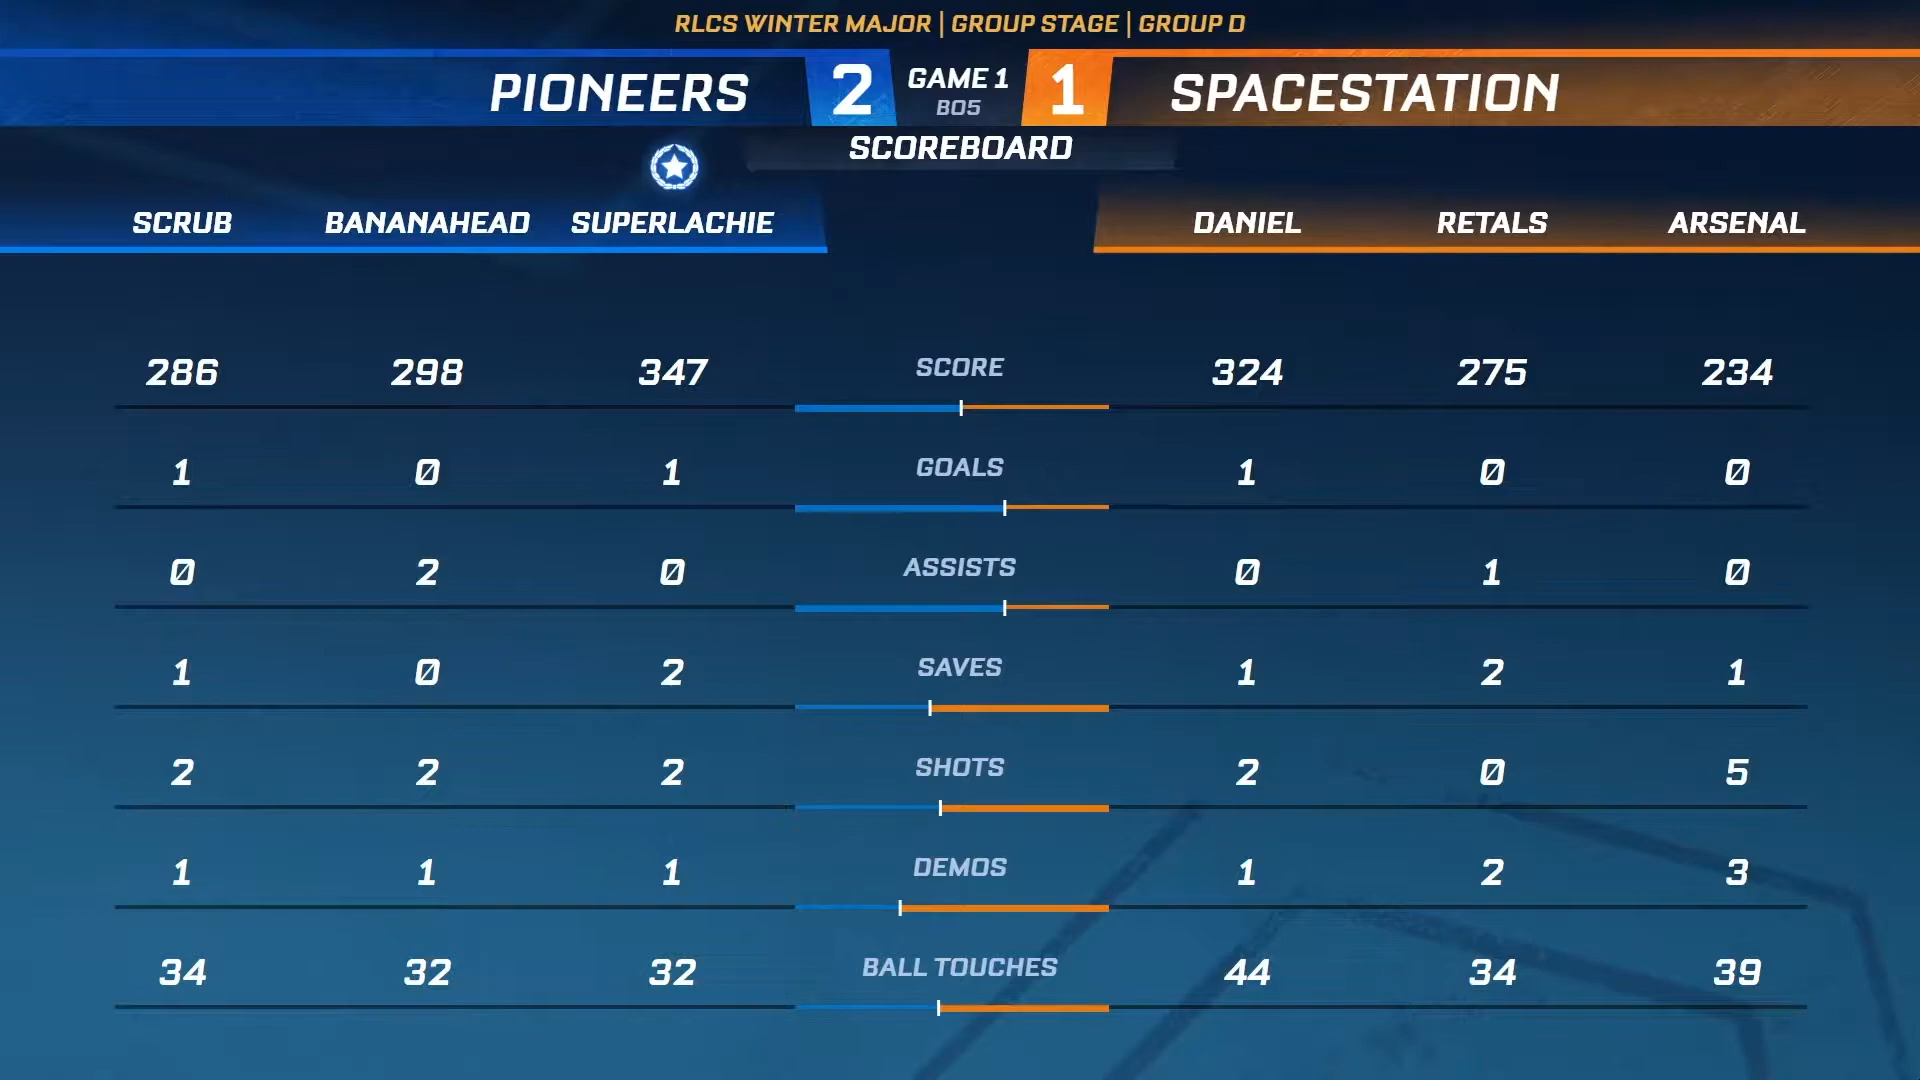 RLCS WINTER MAJOR | GROUP STAGE | GROUP D
PIONEERS 2 GAME 1 1 SPACESTATION
BO5
SCOREBOARD
SCRUB BANANAHEAD SUPERLACHIE DANIEL RETALS ARSENAL
286 298 347 SCORE 324 275 234
1 0 1 GOALS 1 0 0
0 2 0 ASSISTS 0 1 0
1 0 2 SAVES 1 2 1
2 2 2 SHOTS 2 0 5
1 1 1 DEMOS 1 2 3
34 32 32 BALL TOUCHES 44 34 39